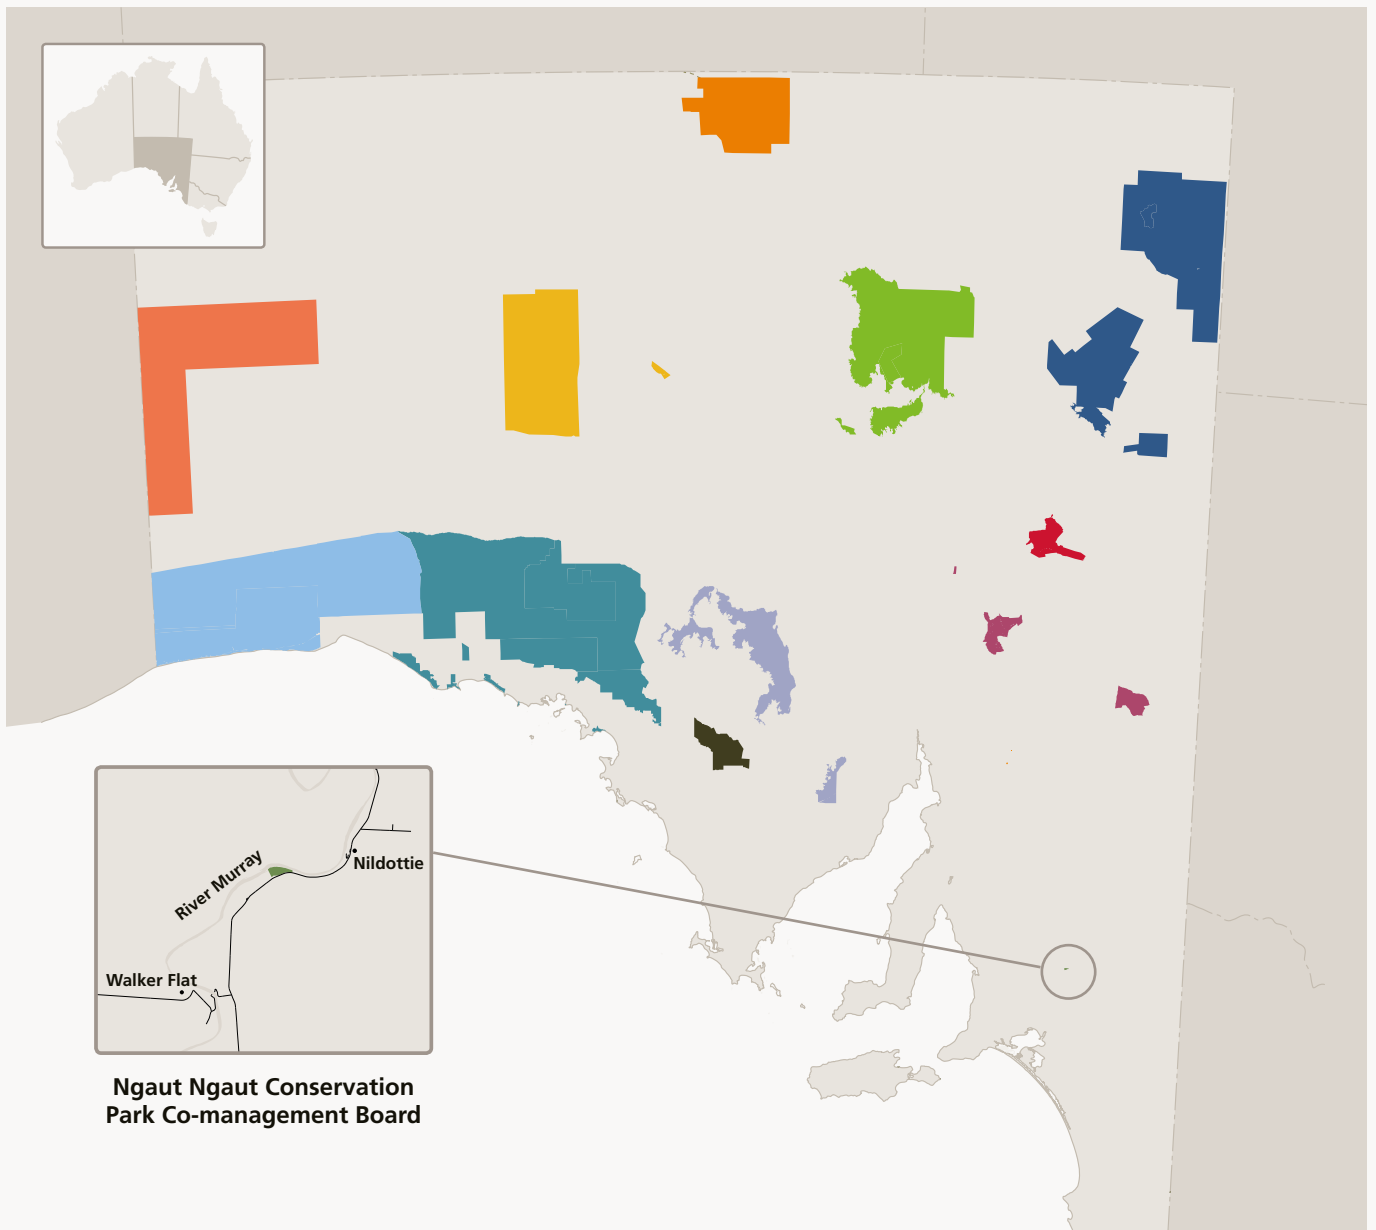 Nildottie
River Murray
Walker Flat
Ngaut Ngaut Conservation
Park Co-management Board